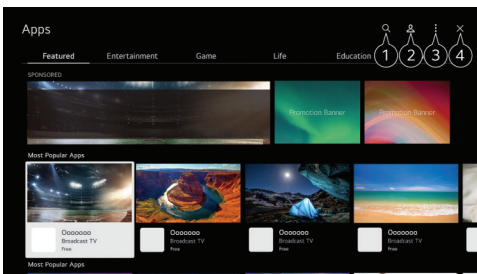 Apps
1 2 3 4
Featured Entertainment Game Life Education
SPONSORED
Promotion Banner Promotion Banner
Most Popular Apps
Ooooooo Ooooooo Ooooooo Ooooooo
Broadcast TV Broadcast TV Broadcast TV Broadcast TV
Free Free Free Free
Most Popular Apps